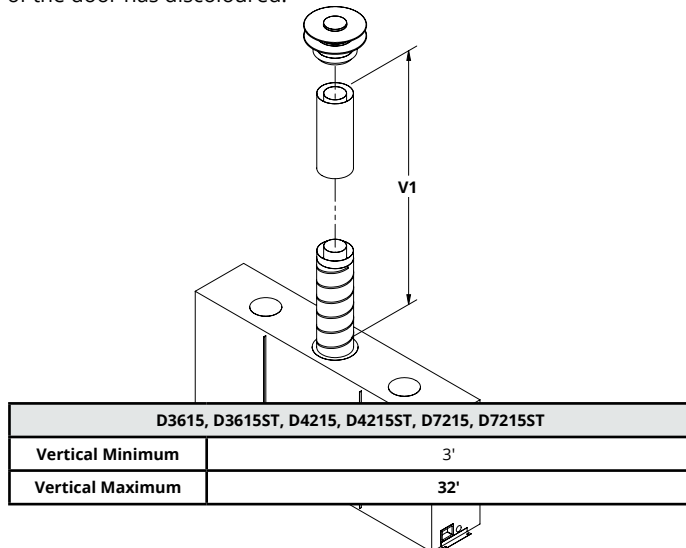 of the door has discoloured.
V1
D3615, D3615ST, D4215, D4215ST, D7215, D7215ST
Vertical Minimum 3'
Vertical Maximum 32'